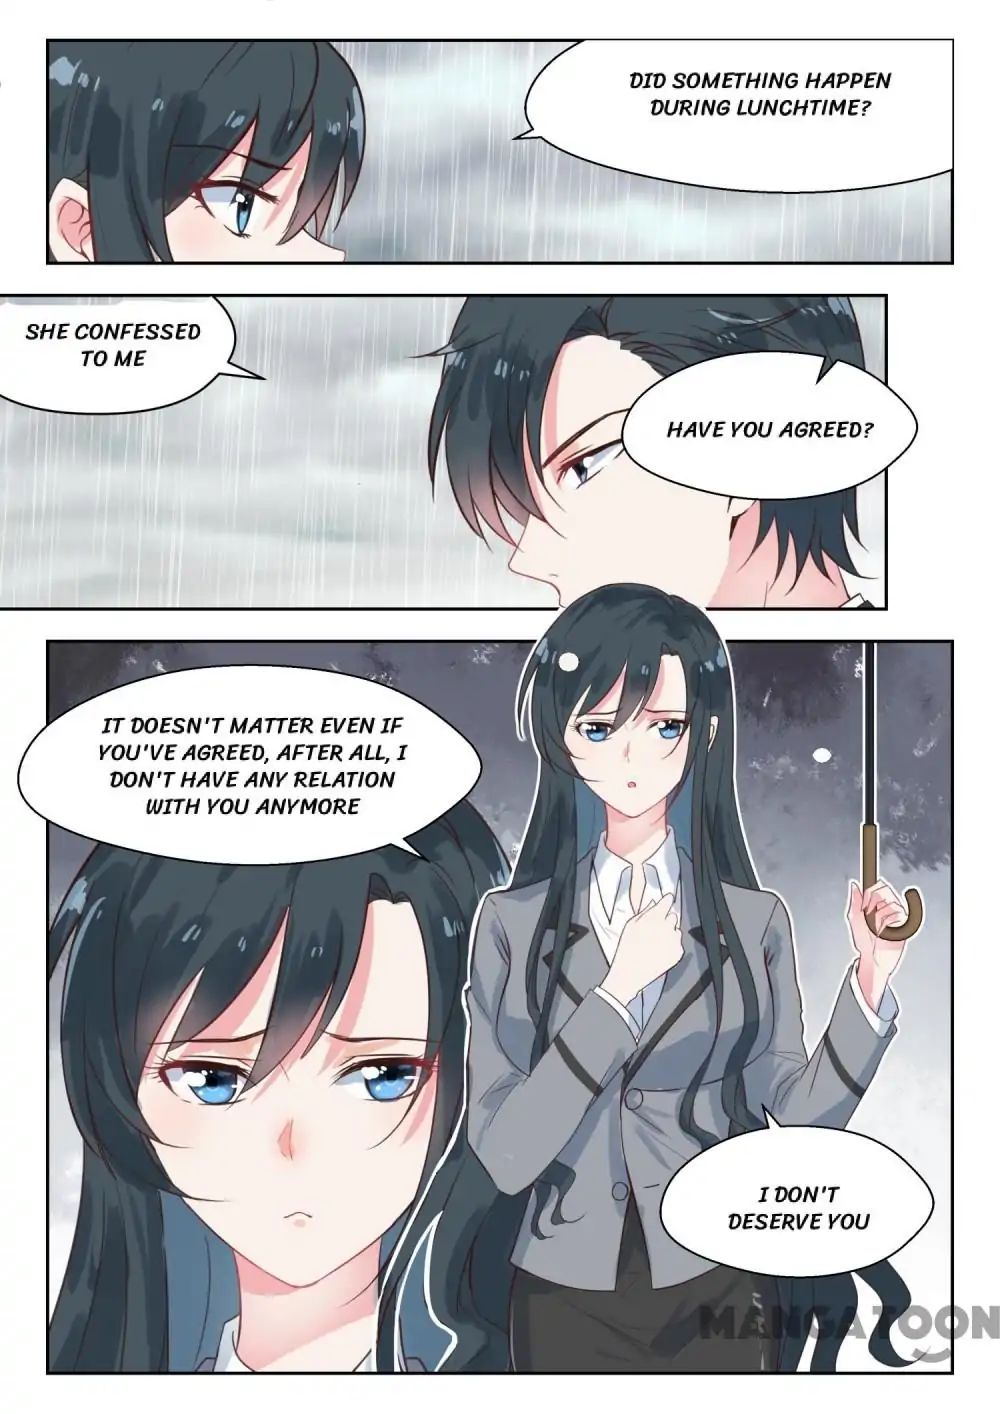 DID SOMETHING HAPPEN
DURING LUNCHTIME?
SHE CONFESSED
TO ME
HAVE YOU AGREED?
IT DOESN'T MATTER EVEN IF
YOU'VE AGREED, AFTER ALL, I
DON'T HAVE ANY RELATION
WITH YOU ANYMORE
I DON'T
DESERVE YOU
MANGATOON